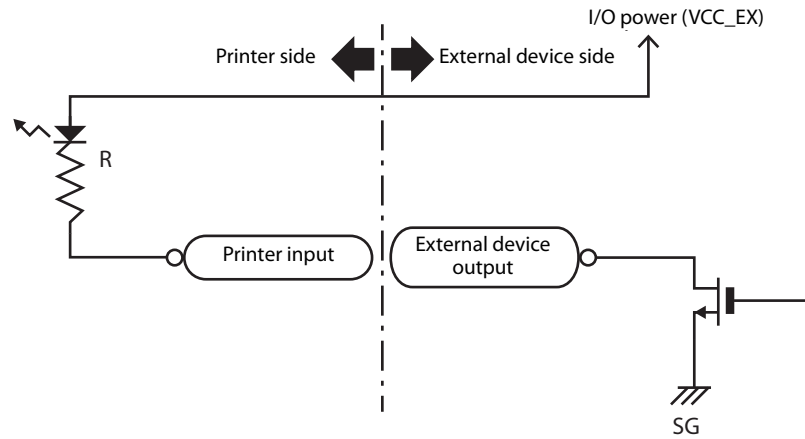 I/O power (VCC_EX)
Printer side
External device side
R
Printer input
External device
output
SG